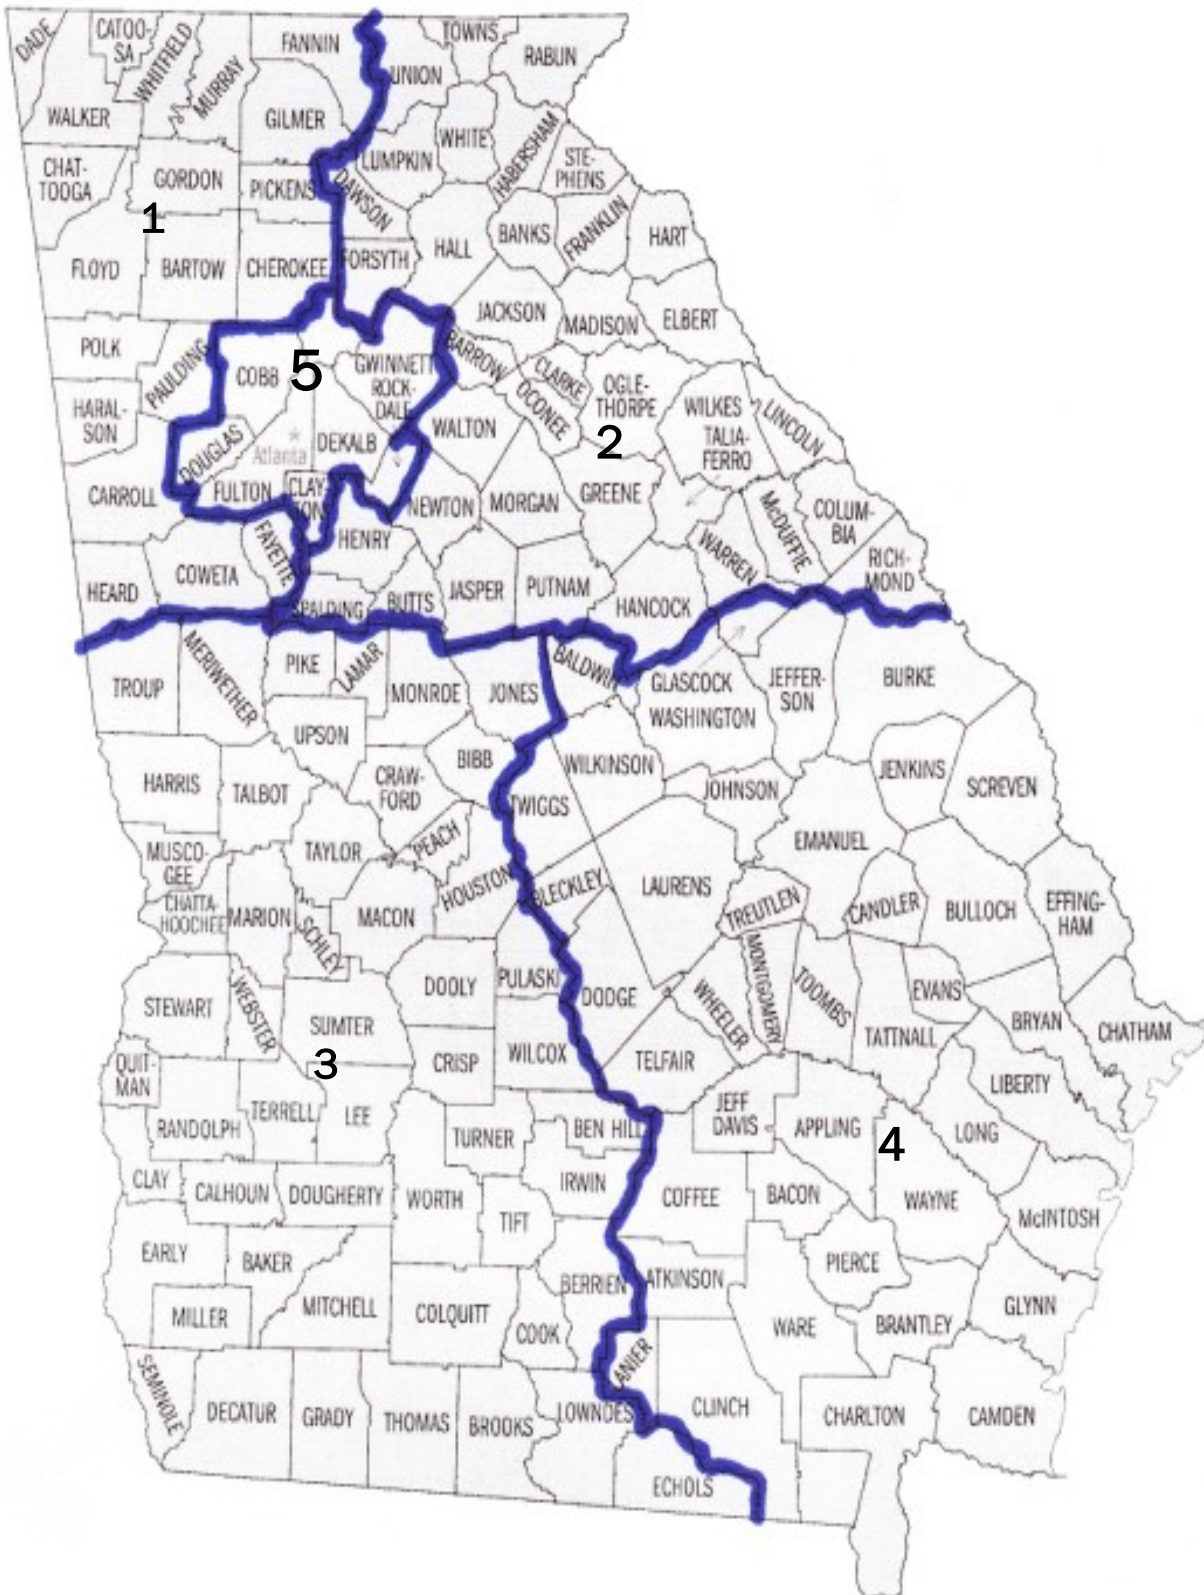 DADE
CATOO-
SA
WHITFIELD
MURRAY
FANNIN
UNION
TOWNS
RABUN
WALKER
GILMER
LUMPKIN
WHITE
HABERSHAM
STE-
PHENS
CHAT-
TOOGA
GORDON
PICKENS
DAWSON
1
FLOYD
BARTOW
CHEROKEE
FORSYTH
HALL
BANKS
FRANKLIN
HART
POLK
PAULDING
COBB
5
GWINNETT
BARROW
JACKSON
MADISON
ELBERT
HARAL-
SON
ROCK-
DALE
CLARKE
OCONEE
OGLE-
THORPE
2
WILKES
LINCOLN
TALIA-
FERRO
DOUGLAS
Atlanta
DEKALB
WALTON
CARROLL
FULTON
CLAY-
TON
NEWTON
MORGAN
GREENE
McDUFFIE
COLUM-
BIA
HEARD
COWETA
FAYETTE
HENRY
JASPER
PUTNAM
HANCOCK
WARREN
RICH-
MOND
SPALDING
BUTTS
TROUP
MERIWETHER
PIKE
LAMAR
MONROE
JONES
BALDWIN
GLASCOCK
WASHINGTON
JEFFER-
SON
BURKE
UPSON
HARRIS
TALBOT
CRAW-
FORD
BIBB
WILKINSON
JOHNSON
JENKINS
SCREVEN
TWIGGS
MUSCO-
GEE
TAYLOR
PEACH
EMANUEL
CHATTA-
HOOCHEE
MARION
SCHLEY
MACON
HOUSTON
BLECKLEY
LAURENS
TREUTLEN
CANDLER
BULLOCH
EFFING-
HAM
STEWART
WEBSTER
SUMTER
DOOLY
PULASKI
DODGE
WHEELER
MONTGOMERY
TOOMBS
EVANS
TATTNALL
BRYAN
CHATHAM
QUIT-
MAN
3
CRISP
WILCOX
TELFAIR
LIBERTY
RANDOLPH
TERRELL
LEE
TURNER
BEN HILL
JEFF
DAVIS
APPLING
4
LONG
CLAY
CALHOUN
DOUGHERTY
WORTH
TIFT
IRWIN
COFFEE
BACON
WAYNE
McINTOSH
EARLY
BAKER
PIERCE
MILLER
MITCHELL
COLQUITT
COOK
BERRIEN
ATKINSON
WARE
BRANTLEY
GLYNN
SEMINOLE
DECATUR
GRADY
THOMAS
BROOKS
LOWNDES
LANIER
CLINCH
CHARLTON
CAMDEN
ECHOLS